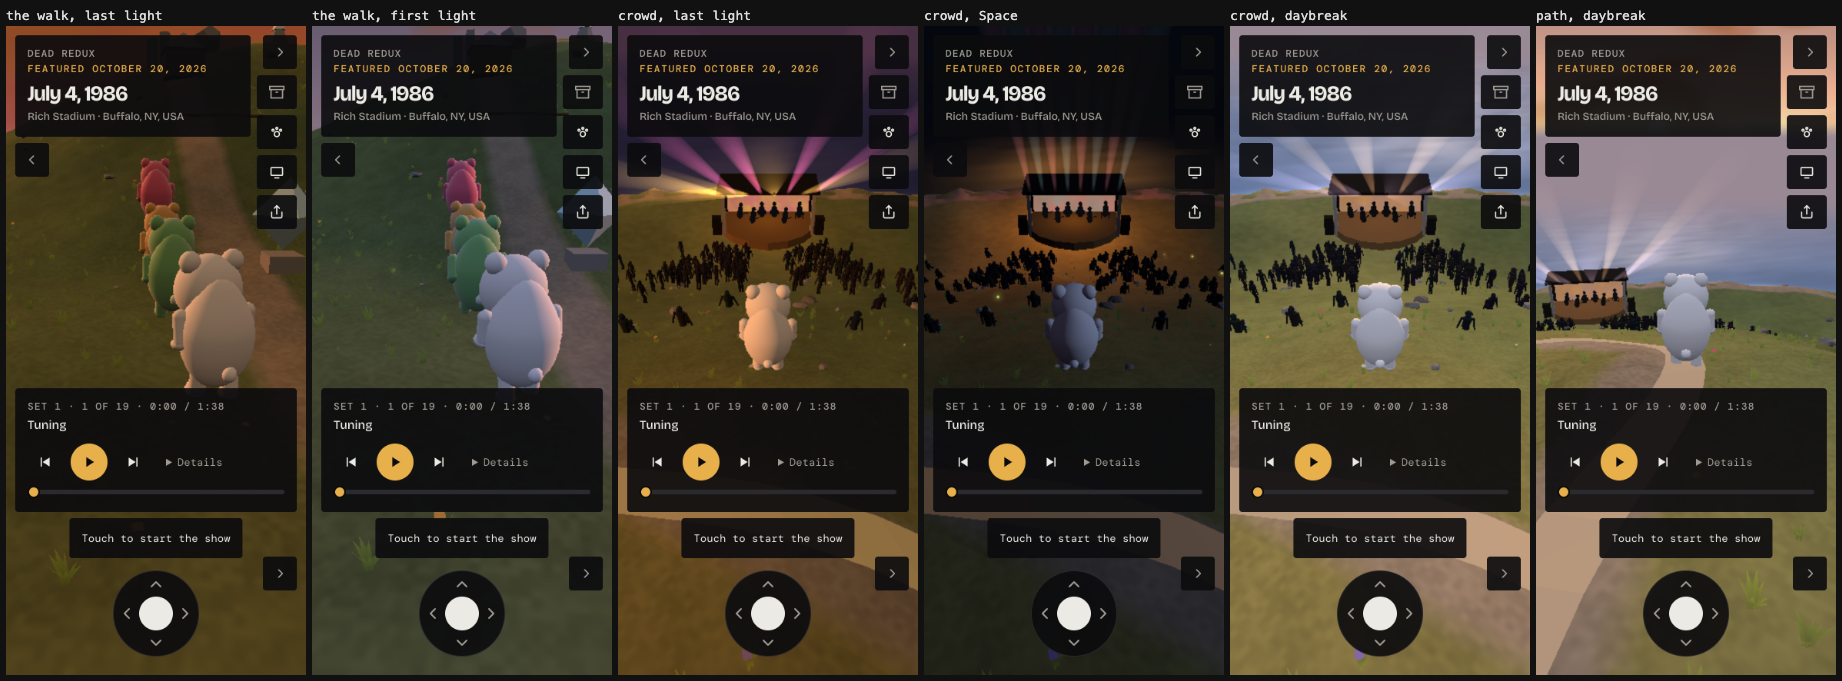 the walk, last light
DEAD REDUX
FEATURED OCTOBER 20, 2026
July 4, 1986
Rich Stadium · Buffalo, NY, USA
SET 1 · 1 OF 19 · 0:00 / 1:38
Tuning
Details
Touch to start the show
the walk, first light
DEAD REDUX
FEATURED OCTOBER 20, 2026
July 4, 1986
Rich Stadium · Buffalo, NY, USA
SET 1 · 1 OF 19 · 0:00 / 1:38
Tuning
Details
Touch to start the show
crowd, last light
DEAD REDUX
FEATURED OCTOBER 20, 2026
July 4, 1986
Rich Stadium · Buffalo, NY, USA
SET 1 · 1 OF 19 · 0:00 / 1:38
Tuning
Details
Touch to start the show
crowd, Space
DEAD REDUX
FEATURED OCTOBER 20, 2026
July 4, 1986
Rich Stadium · Buffalo, NY, USA
SET 1 · 1 OF 19 · 0:00 / 1:38
Tuning
Details
Touch to start the show
crowd, daybreak
DEAD REDUX
FEATURED OCTOBER 20, 2026
July 4, 1986
Rich Stadium · Buffalo, NY, USA
SET 1 · 1 OF 19 · 0:00 / 1:38
Tuning
Details
Touch to start the show
path, daybreak
DEAD REDUX
FEATURED OCTOBER 20, 2026
July 4, 1986
Rich Stadium · Buffalo, NY, USA
SET 1 · 1 OF 19 · 0:00 / 1:38
Tuning
Details
Touch to start the show